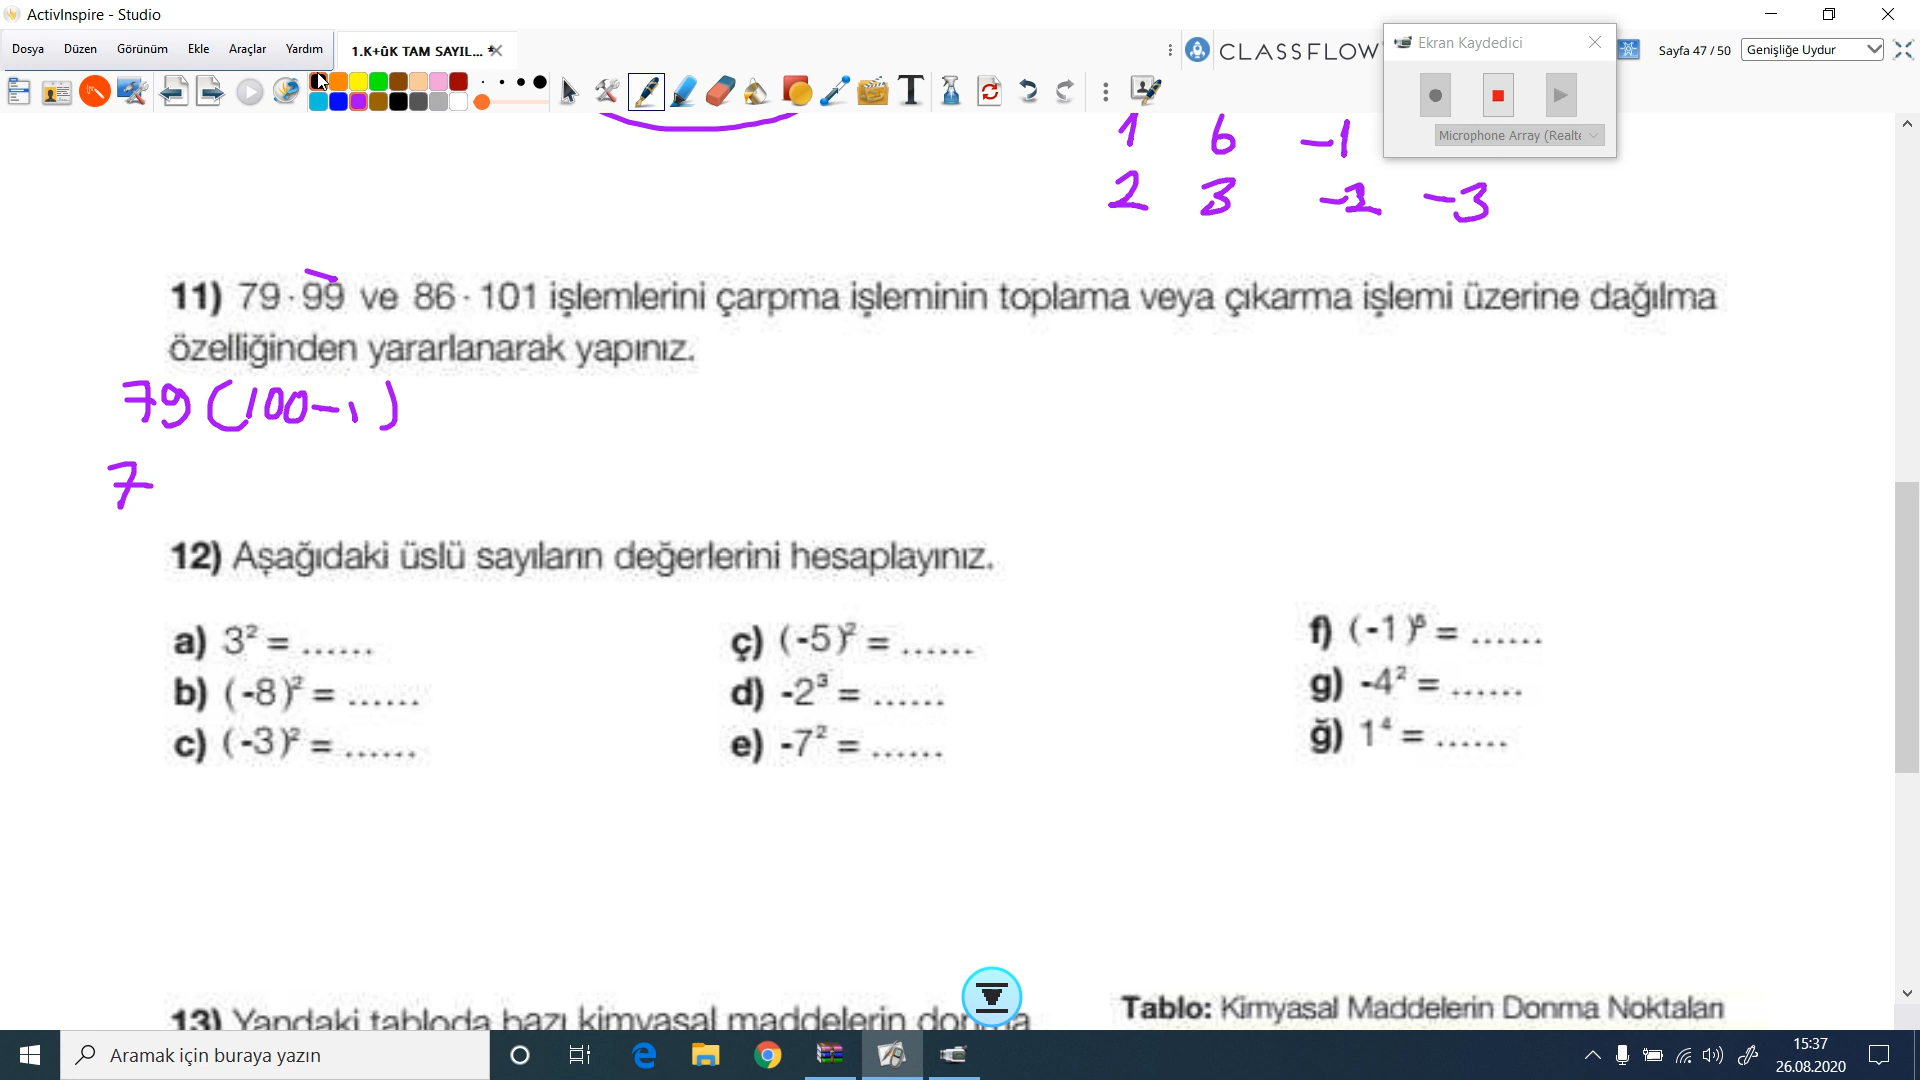 ActivInspire - Studio
Dosya Düzen Görünüm Ekle Araçlar Yardım
1.K+ûK TAM SAYIL... *
CLASSFLOW
Ekran Kaydedici
Sayfa 47 / 50
Genişliğe Uydur
Microphone Array (Realte
1 6 -1
2 3 -3
11) 79 · 99 ve 86 · 101 işlemlerini çarpma işleminin toplama veya çıkarma işlemi üzerine dağılma
özelliğinden yararlanarak yapınız.
79(100-1)
7
12) Aşağıdaki üslü sayıların değerlerini hesaplayınız.
a) 3² = ......
b) (-8)² = ......
c) (-3)² = ......
ç) (-5)² = ......
d) -2³ = ......
e) -7² = ......
f) (-1) = ......
g) -4² = ......
ğ) 1⁴ = ......
13) Yandaki tabloda bazı kimyasal maddelerin donma
Tablo: Kimyasal Maddelerin Donma Noktaları
Aramak için buraya yazın
15:37
26.08.2020